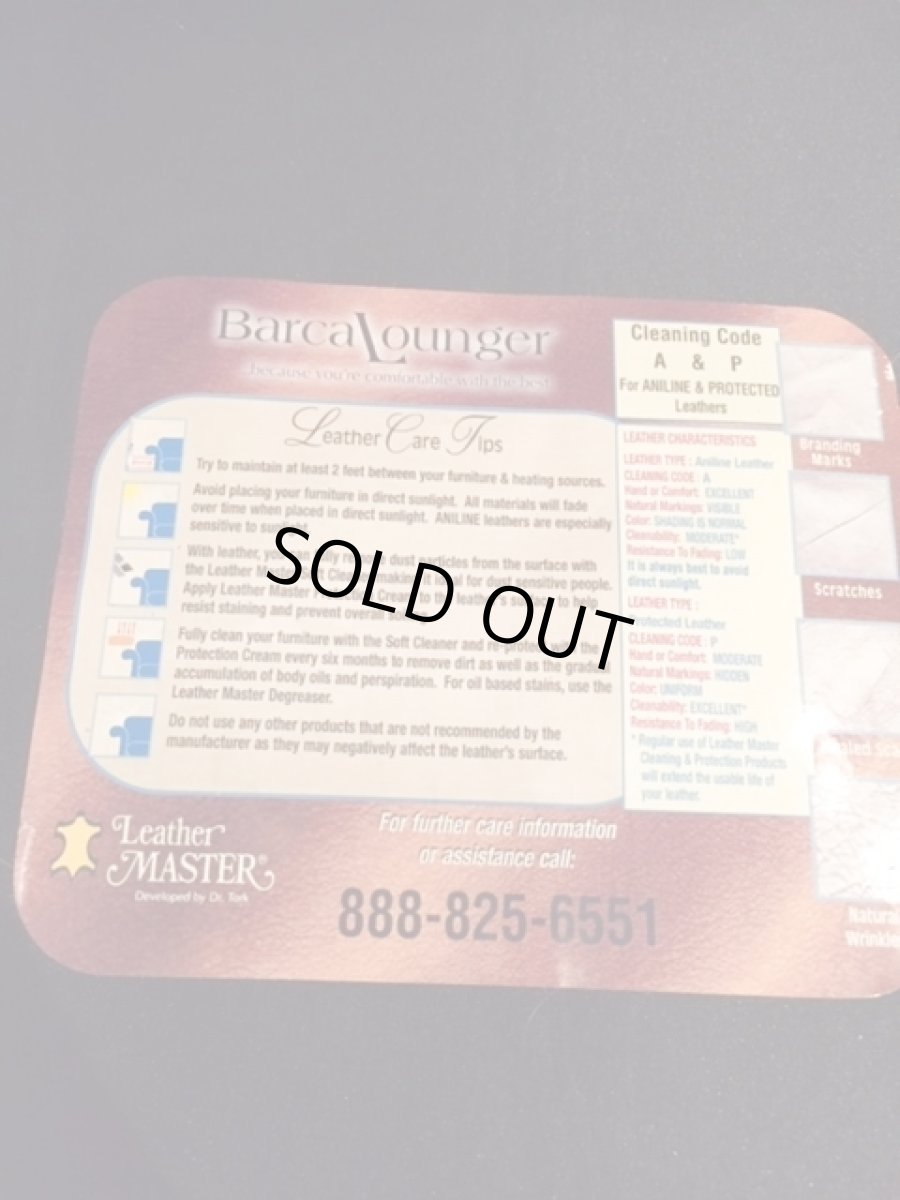 BarcaLounger
...because you're comfortable with the best
Leather Care Tips
Try to maintain at least 2 feet between your furniture & heating sources.
Avoid placing your furniture in direct sunlight. All materials will fade
over time when placed in direct sunlight. ANILINE leathers are especially
sensitive to sunlight.
With leather, you can dust particles from the surface with
the Leather Master for dust sensitive people.
Apply Leather Master Cream to the leather's surface to help
resist staining and prevent overall
Fully clean your furniture with the Soft Cleaner and the
Protection Cream every six months to remove dirt as well as the gradual
accumulation of body oils and perspiration. For oil based stains, use the
Leather Master Degreaser.
Do not use any other products that are not recommended by the
manufacturer as they may negatively affect the leather's surface.
SOLD OUT
Cleaning Code
A & P
For ANILINE & PROTECTED
Leathers
LEATHER CHARACTERISTICS
LEATHER TYPE : Aniline Leather
CLEANING CODE : A
Hand or Comfort: EXCELLENT
Natural Markings: VISIBLE
Color: SHADING IS NORMAL
Cleanability: MODERATE*
Resistance To Fading: LOW
It is always best to avoid
direct sunlight.
LEATHER TYPE :
Protected Leather
CLEANING CODE : P
Hand or Comfort: MODERATE
Natural Markings: HIDDEN
Color: UNIFORM
Cleanability: EXCELLENT*
Resistance To Fading: HIGH
* Regular use of Leather Master
Cleaning & Protection Products
will extend the usable life of
your leather.
Branding
Marks
Scratches
Natural
Wrinkle
Leather
MASTER®
Developed by Dr. Tork
For further care information
or assistance call:
888-825-6551